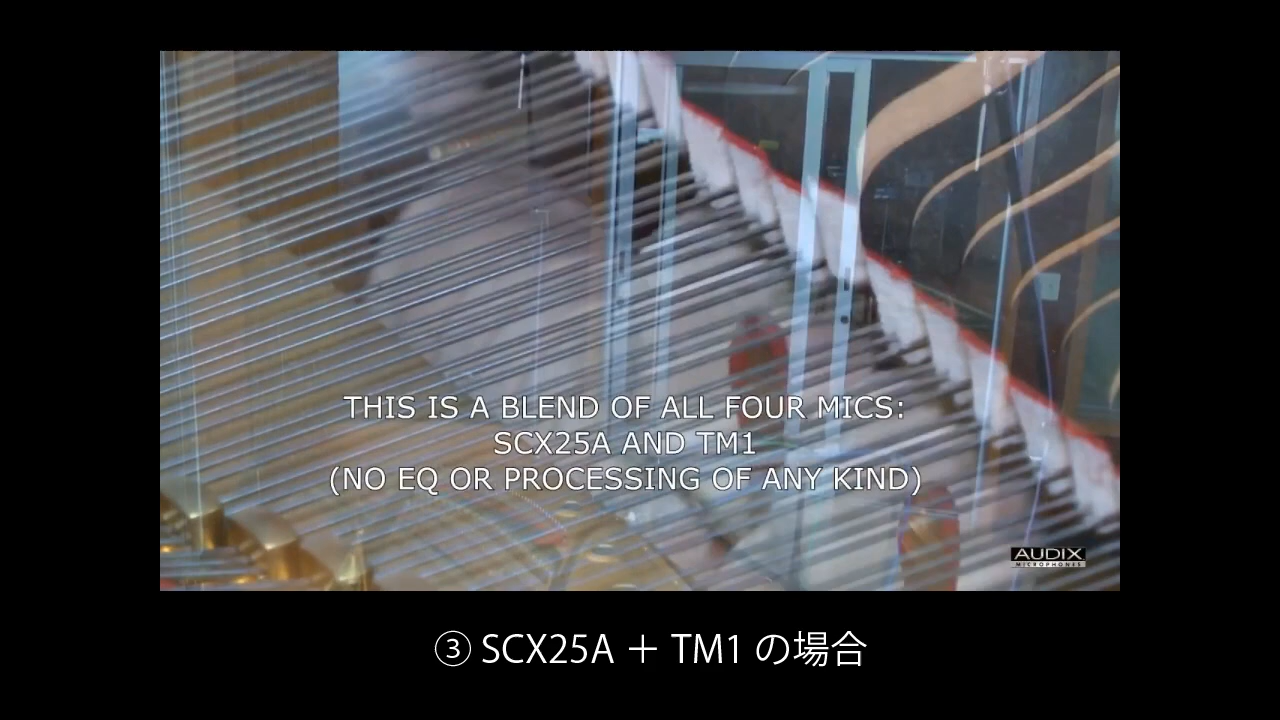 THIS IS A BLEND OF ALL FOUR MICS:
SCX25A AND TM1
(NO EQ OR PROCESSING OF ANY KIND)
AUDIX
MICROPHONES
③ SCX25A ＋ TM1 の場合